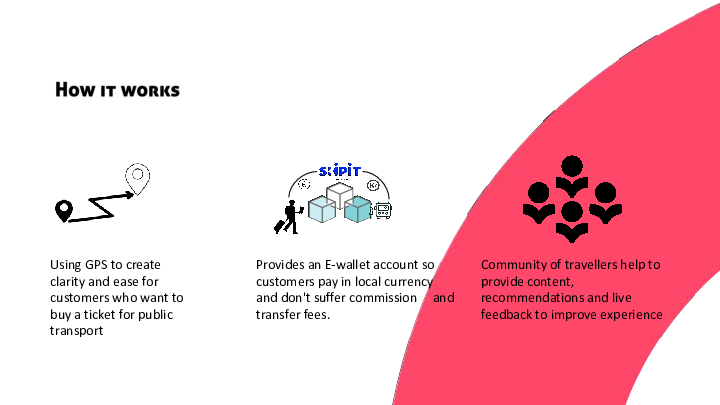 How it works
SKIPIT
Using GPS to create
clarity and ease for
customers who want to
buy a ticket for public
transport
Provides an E-wallet account so
customers pay in local currency
and don't suffer commission and
transfer fees.
Community of travellers help to
provide content,
recommendations and live
feedback to improve experience